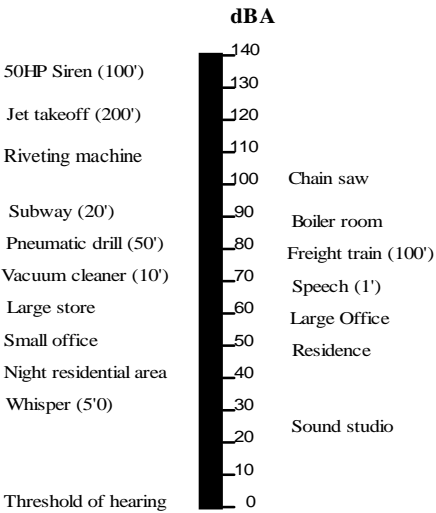 dBA
140
50HP Siren (100')
130
Jet takeoff (200')
120
Riveting machine
110
100
Chain saw
Subway (20')
90
Boiler room
Pneumatic drill (50')
80
Freight train (100')
Vacuum cleaner (10')
70
Speech (1')
Large store
60
Large Office
Small office
50
Residence
Night residential area
40
Whisper (5'0)
30
Sound studio
20
10
Threshold of hearing
0